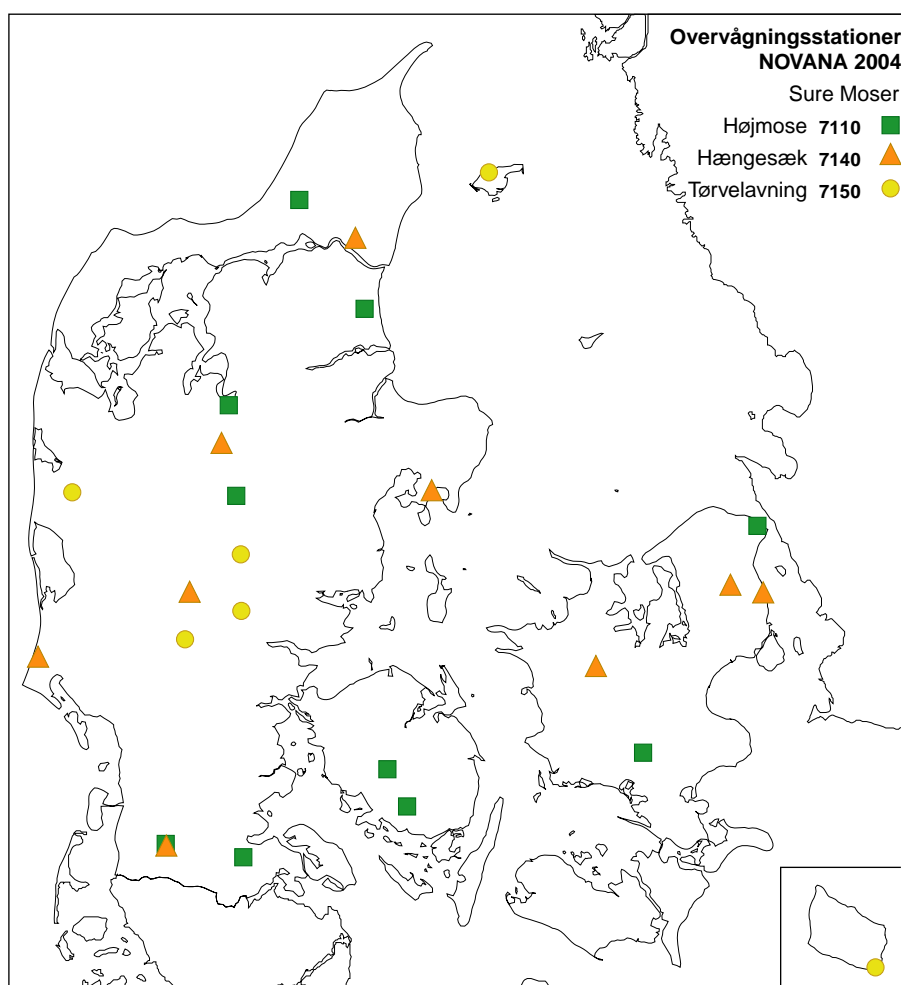 Overvågningsstationer
NOVANA 2004
Sure Moser
Højmose 7110
Hængesæk 7140
Tørvelavning 7150